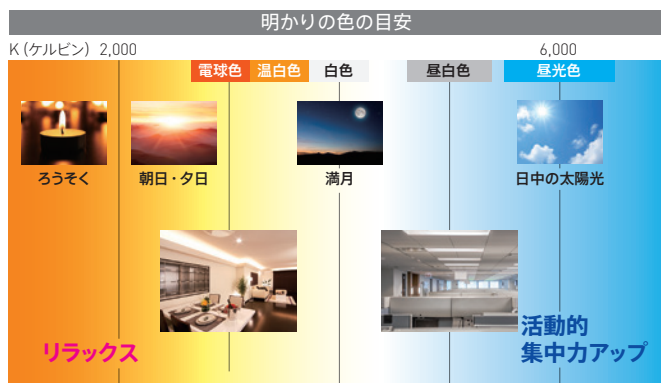 明かりの色の目安
K（ケルビン） 2,000 6,000
電球色 温白色 白色 昼白色 昼光色
ろうそく 朝日・夕日 満月 日中の太陽光
リラックス
活動的
集中力アップ